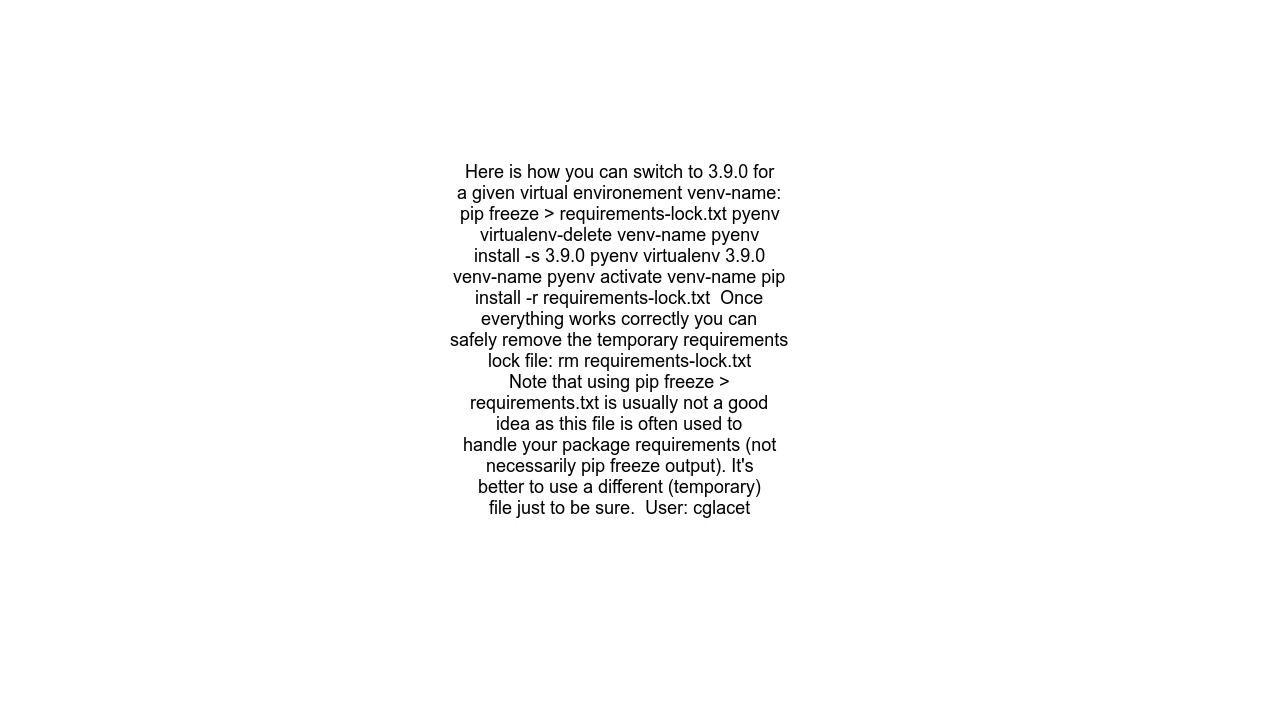 Here is how you can switch to 3.9.0 for
a given virtual environement venv-name:
pip freeze > requirements-lock.txt pyenv
virtualenv-delete venv-name pyenv
install -s 3.9.0 pyenv virtualenv 3.9.0
venv-name pyenv activate venv-name pip
install -r requirements-lock.txt  Once
everything works correctly you can
safely remove the temporary requirements
lock file: rm requirements-lock.txt
Note that using pip freeze >
requirements.txt is usually not a good
idea as this file is often used to
handle your package requirements (not
necessarily pip freeze output). It's
better to use a different (temporary)
file just to be sure.  User: cglacet